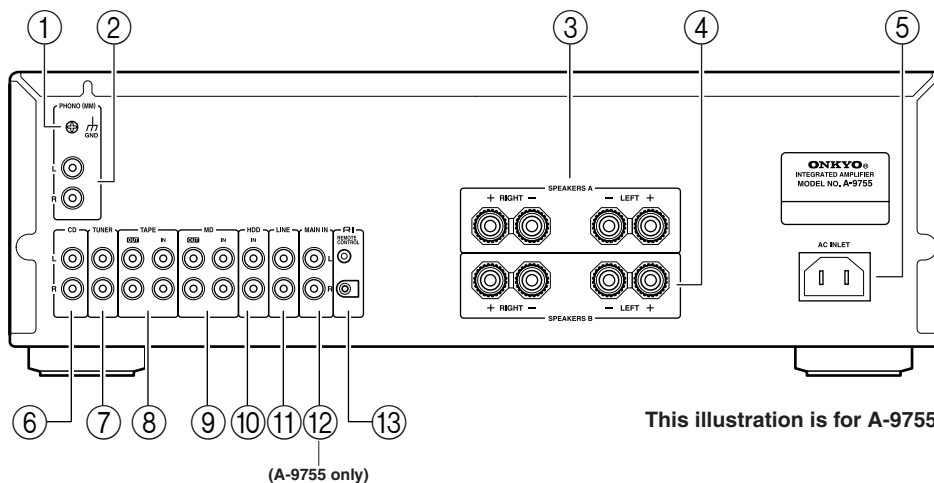 ① ② ③ ④ ⑤
PHONO (MM)
GND
L
R
CD TUNER TAPE MD HDD LINE MAIN IN RI
OUT IN OUT IN IN REMOTE CONTROL
L L
R R
SPEAKERS A
+ RIGHT − − LEFT +
+ RIGHT − − LEFT +
SPEAKERS B
ONKYO®
INTEGRATED AMPLIFIER
MODEL NO. A-9755
AC INLET
⑥ ⑦ ⑧ ⑨ ⑩ ⑪ ⑫ ⑬
(A-9755 only)
This illustration is for A-9755